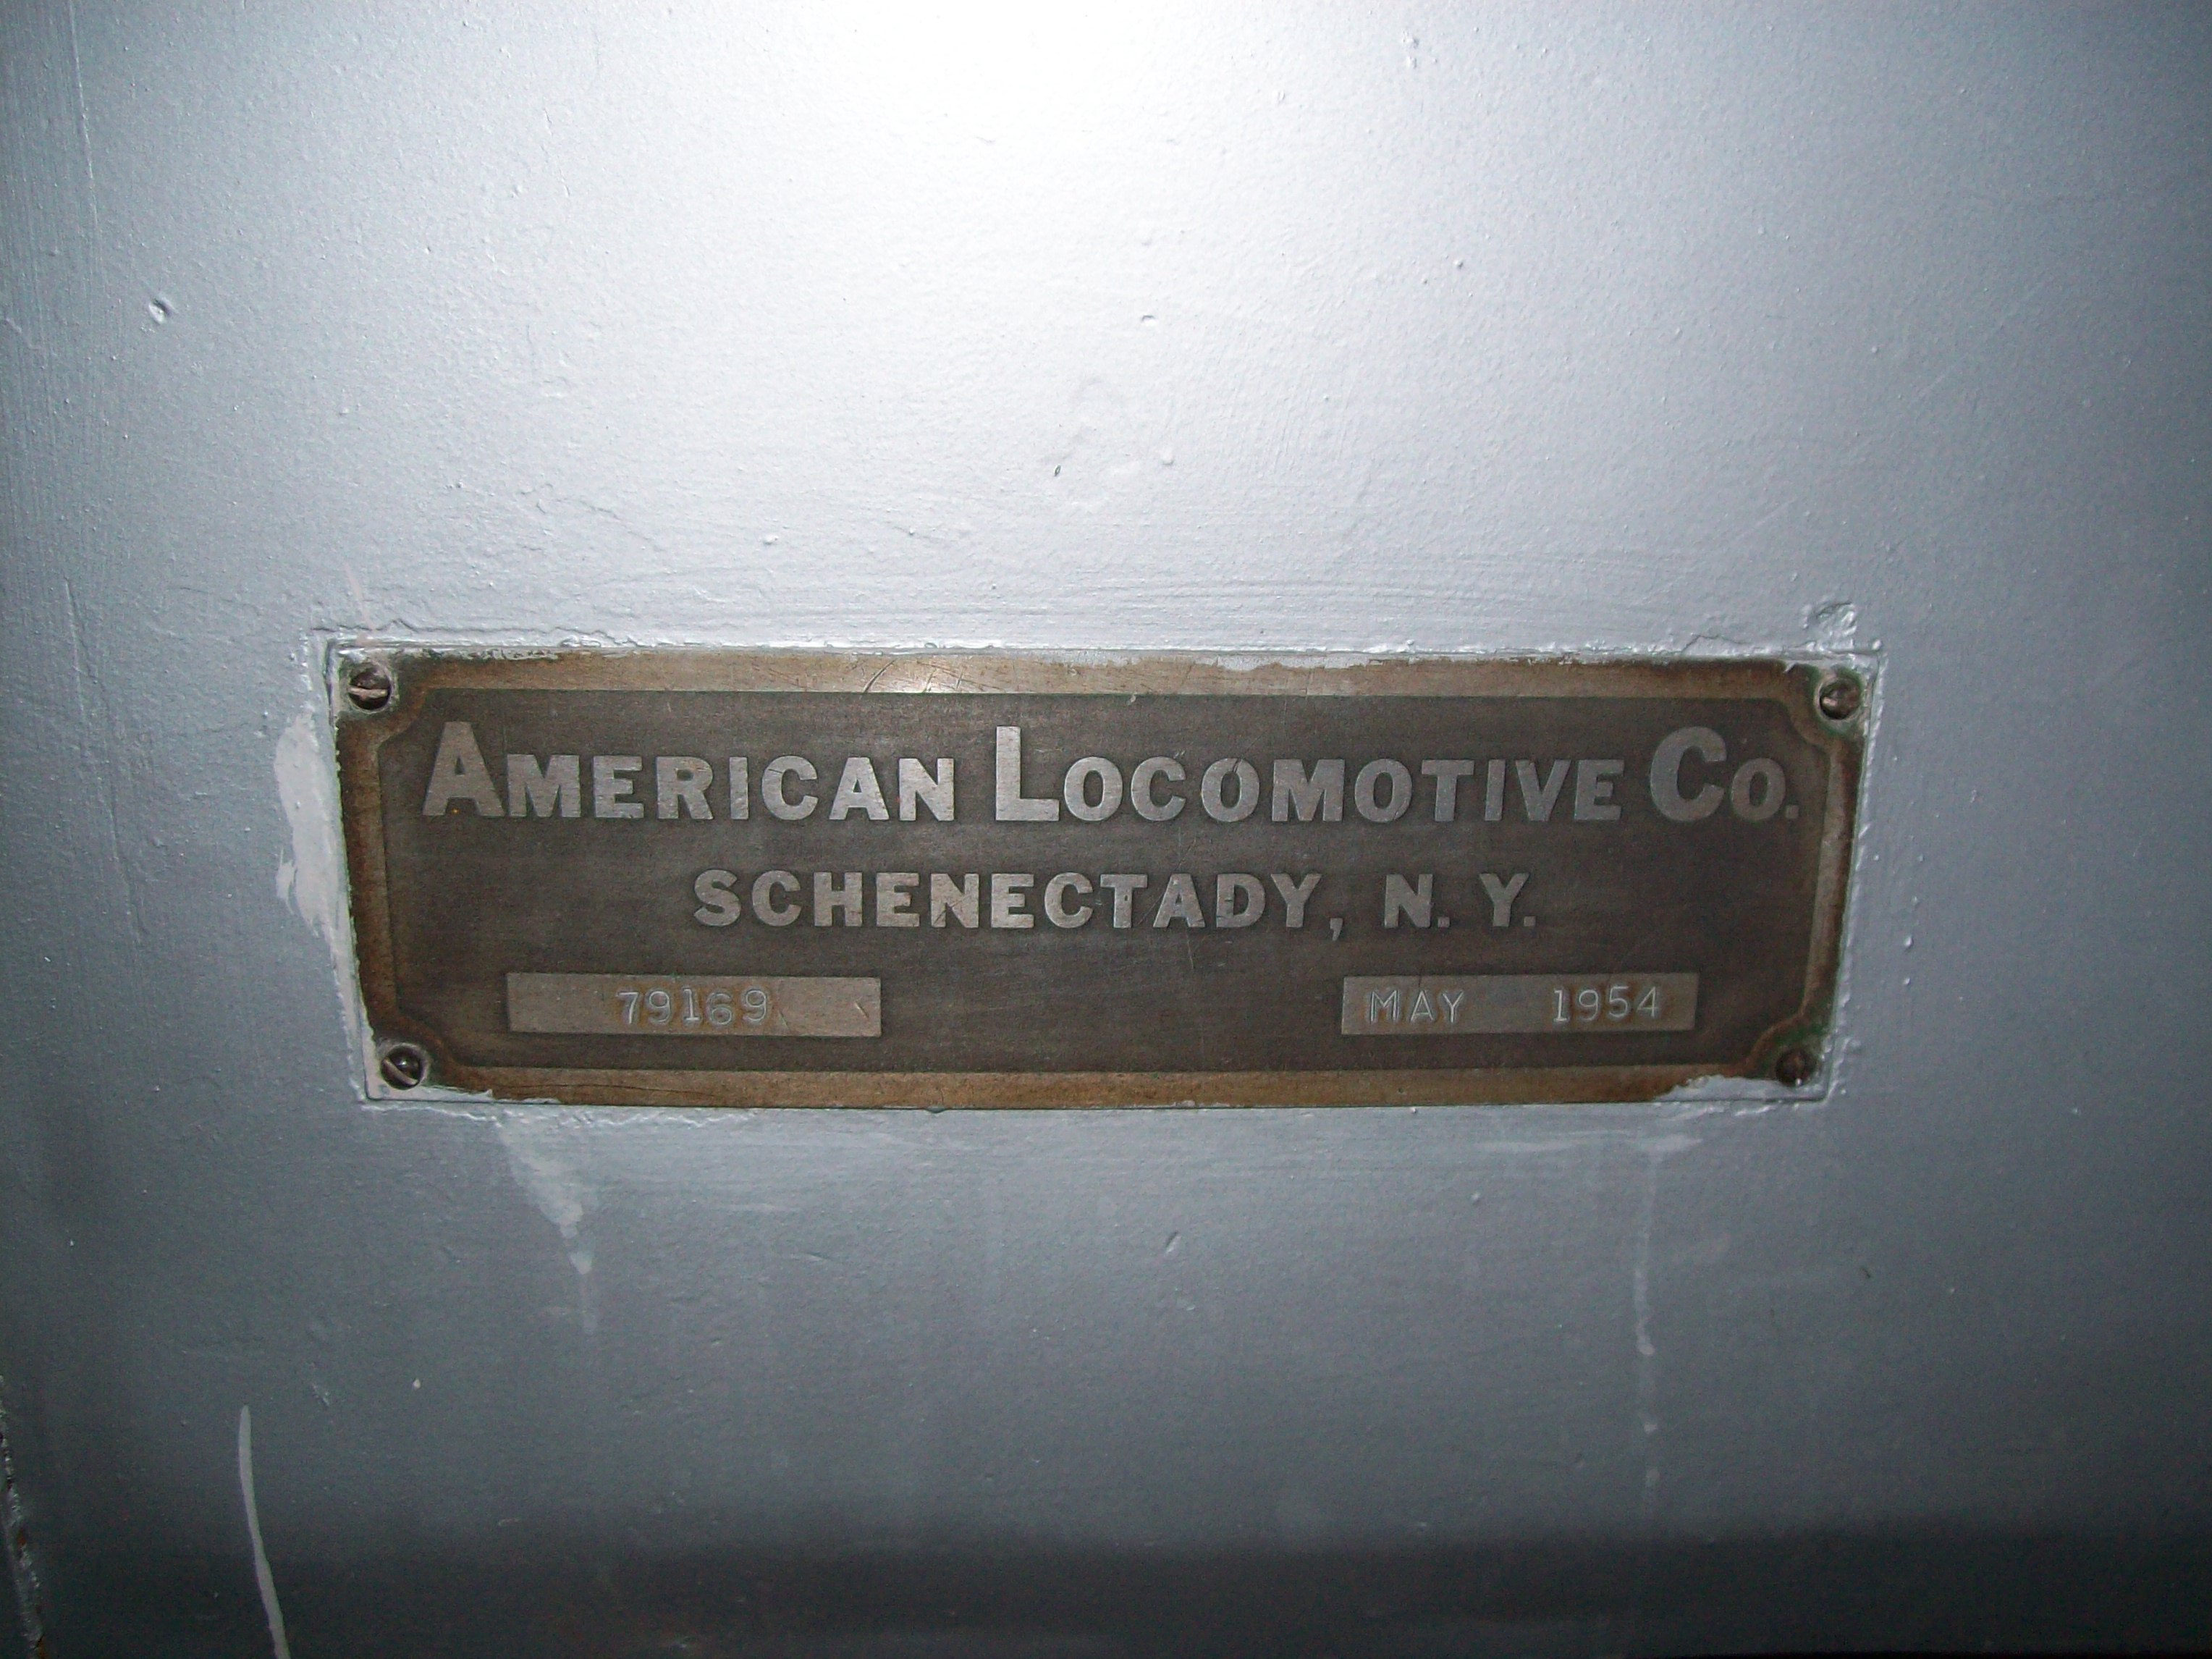 AMERICAN LOCOMOTIVE CO.
SCHENECTADY, N. Y.
79169 MAY 1954